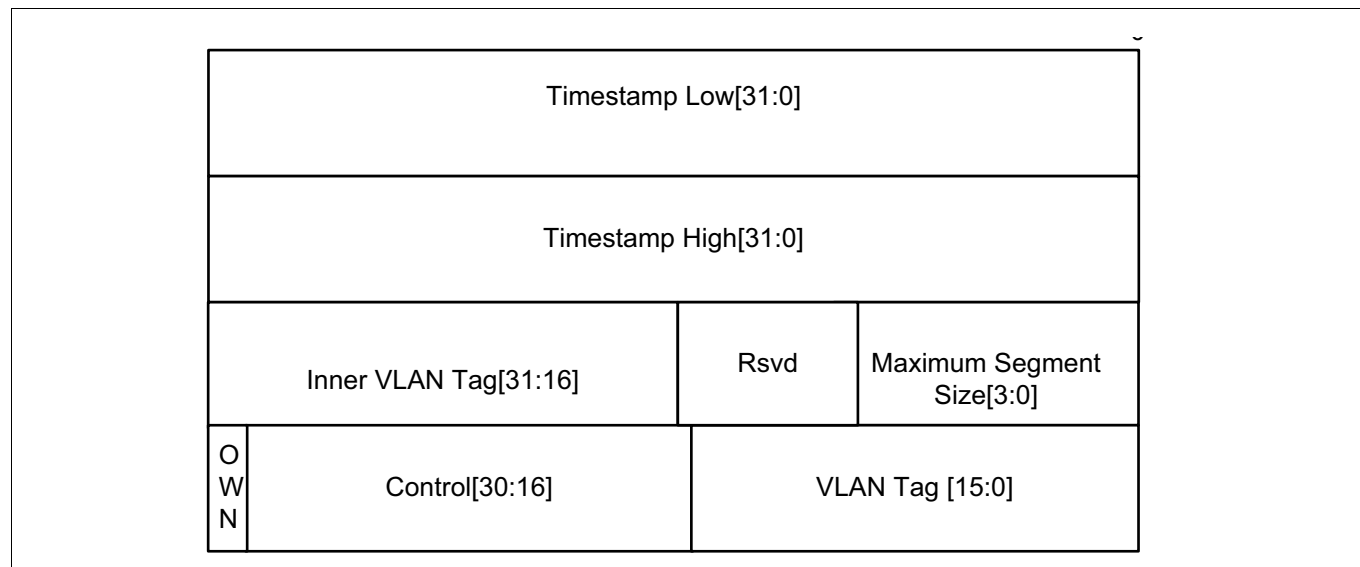 Timestamp Low[31:0]
Timestamp High[31:0]
Inner VLAN Tag[31:16]
Rsvd
Maximum Segment
Size[3:0]
O
W
N
Control[30:16]
VLAN Tag [15:0]